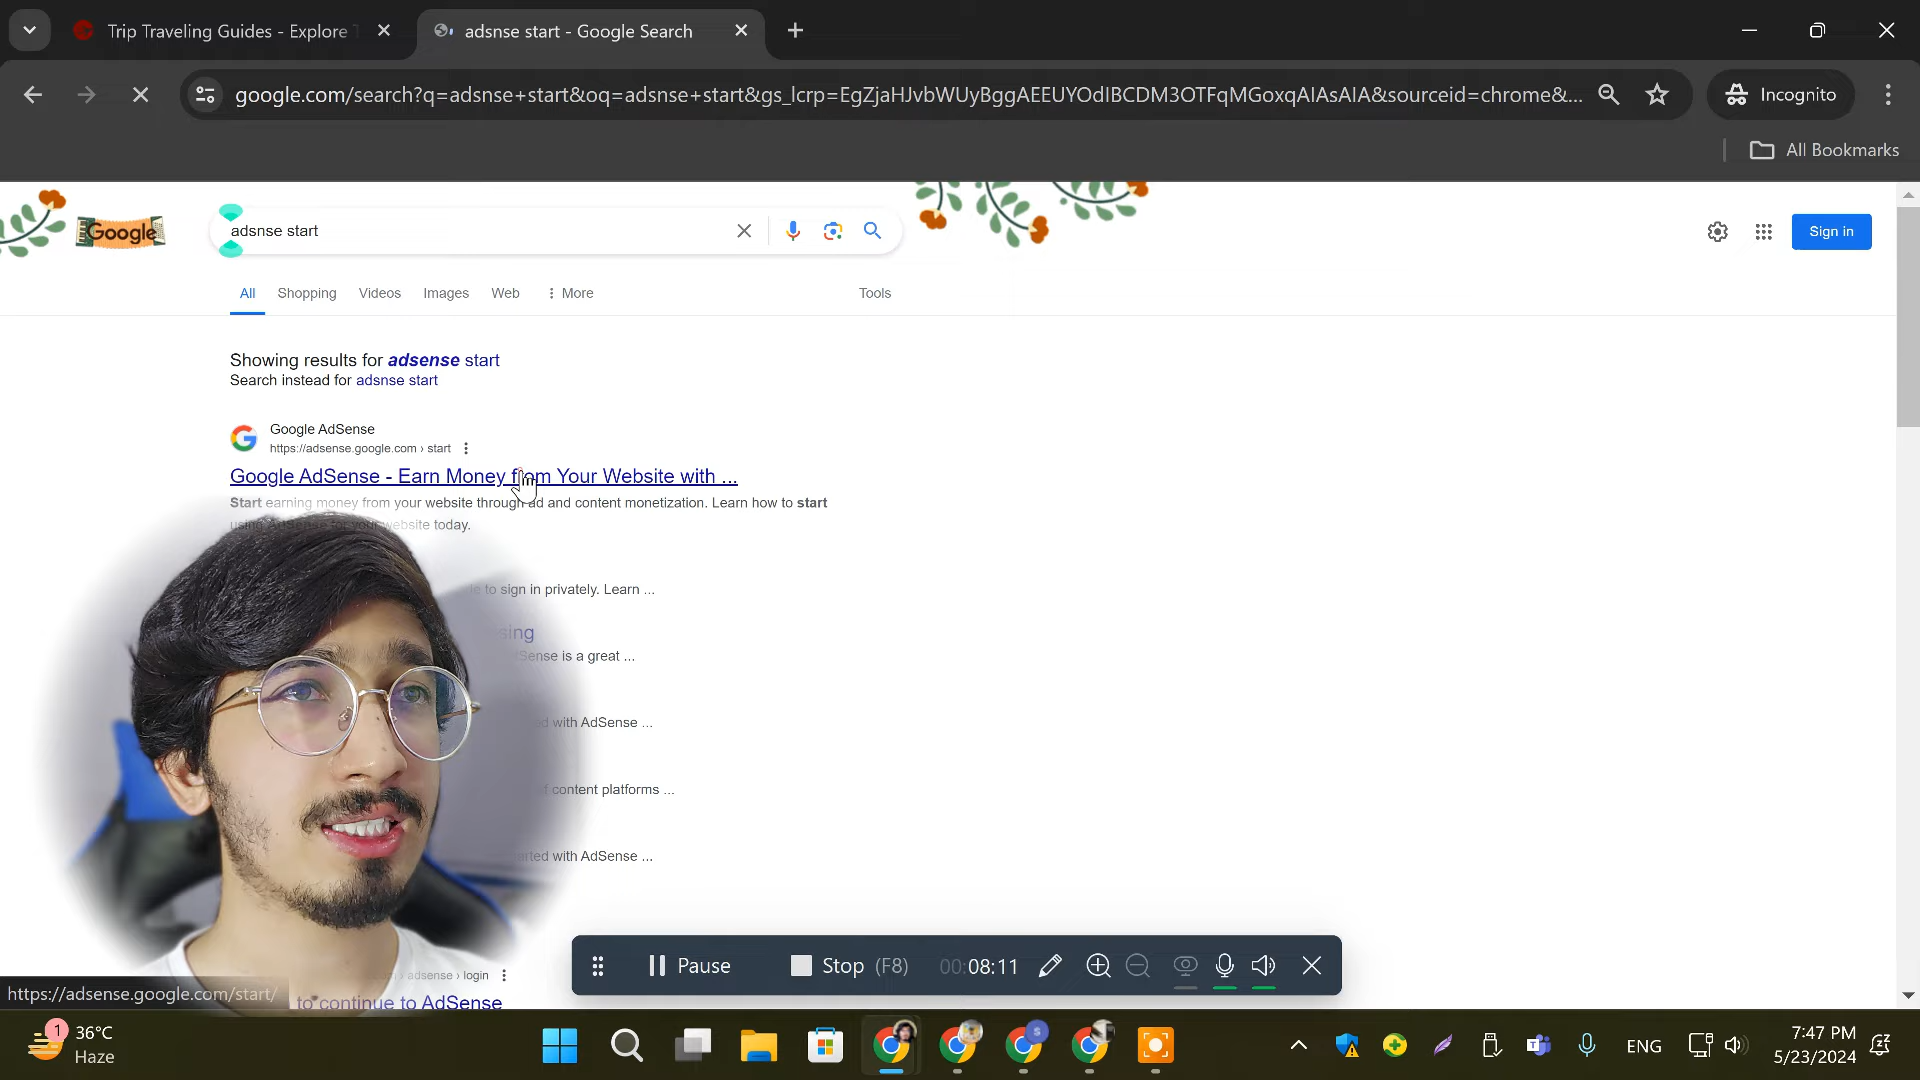 Trip Traveling Guides - Explore T
adsnse start - Google Search
google.com/search?q=adsnse+start&oq=adsnse+start&gs_lcrp=EgZjaHJvbWUyBggAEEUYOdIBCDM3OTFqMGoxqAIAsAIA&sourceid=chrome&...
Incognito
All Bookmarks
Google
adsnse start
Sign in
All
Shopping
Videos
Images
Web
More
Tools
Showing results for adsense start
Search instead for adsnse start
Google AdSense
https://adsense.google.com › start
Google AdSense - Earn Money from Your Website with ...
Start earning money from your website through ad and content monetization. Learn how to start
using AdSense for your website today.
to sign in privately. Learn ...
sing
Sense is a great ...
with AdSense ...
content platforms ...
with AdSense ...
adsense › login
to continue to AdSense
Pause
Stop (F8)
00:08:11
https://adsense.google.com/start/
1
36°C
Haze
S
ENG
7:47 PM
5/23/2024